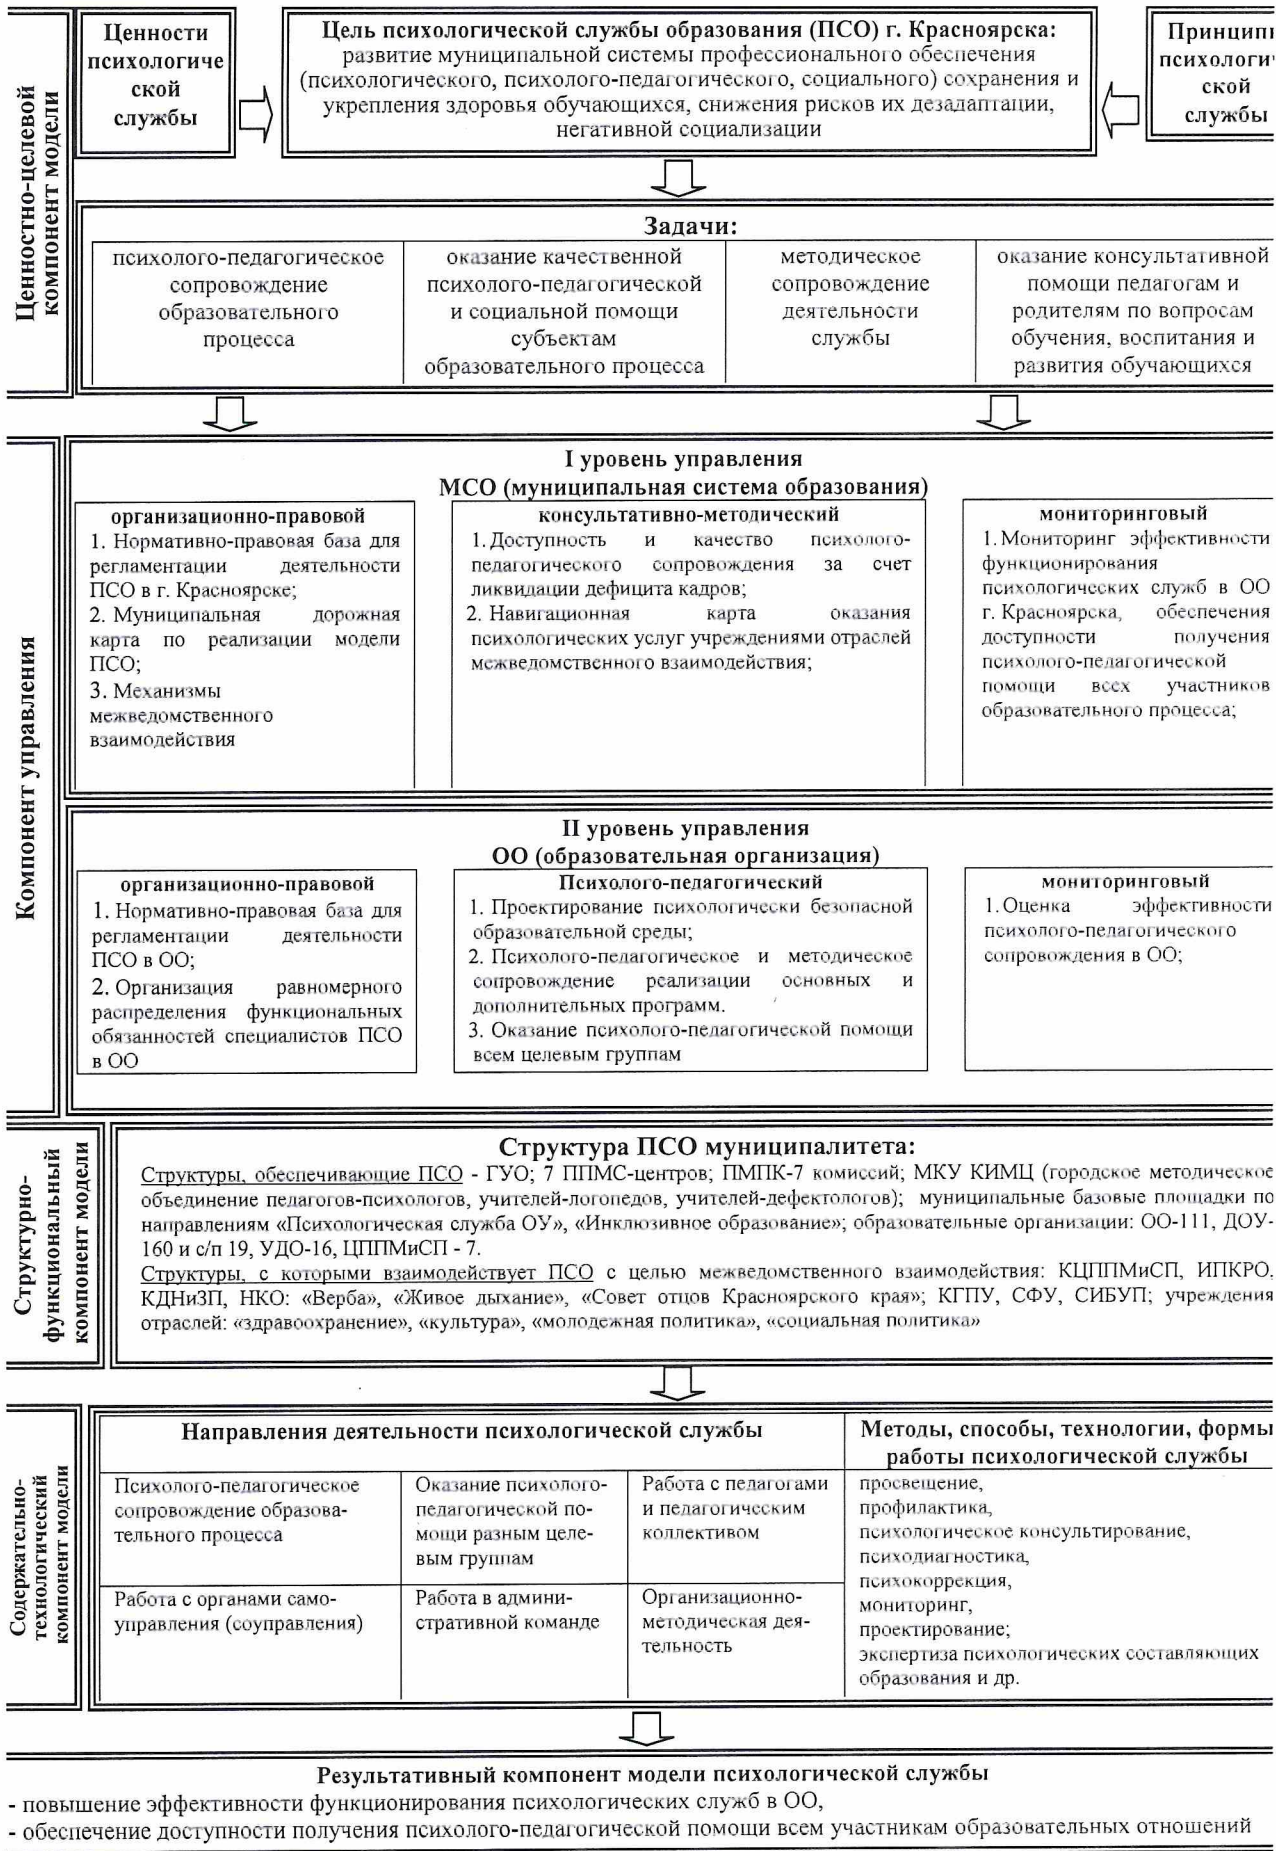 Ценностно-целевой
компонент модели
Ценности
психологиче
ской
службы
Цель психологической службы образования (ПСО) г. Красноярска:
развитие муниципальной системы профессионального обеспечения
(психологического, психолого-педагогического, социального) сохранения и
укрепления здоровья обучающихся, снижения рисков их дезадаптации,
негативной социализации
Принцип
психологи
ской
службы
Задачи:
психолого-педагогическое
сопровождение
образовательного
процесса
оказание качественной
психолого-педагогической
и социальной помощи
субъектам
образовательного процесса
методическое
сопровождение
деятельности
службы
оказание консультативной
помощи педагогам и
родителям по вопросам
обучения, воспитания и
развития обучающихся
Компонент управления
I уровень управления
МСО (муниципальная система образования)
организационно-правовой
1. Нормативно-правовая база для
регламентации деятельности
ПСО в г. Красноярске;
2. Муниципальная дорожная
карта по реализации модели
ПСО;
3. Механизмы
межведомственного
взаимодействия
консультативно-методический
1. Доступность и качество психолого-
педагогического сопровождения за счет
ликвидации дефицита кадров;
2. Навигационная карта оказания
психологических услуг учреждениями отраслей
межведомственного взаимодействия;
мониторинговый
1. Мониторинг эффективности
функционирования
психологических служб в ОО
г. Красноярска, обеспечения
доступности получения
психолого-педагогической
помощи всех участников
образовательного процесса;
II уровень управления
ОО (образовательная организация)
организационно-правовой
1. Нормативно-правовая база для
регламентации деятельности
ПСО в ОО;
2. Организация равномерного
распределения функциональных
обязанностей специалистов ПСО
в ОО
Психолого-педагогический
1. Проектирование психологически безопасной
образовательной среды;
2. Психолого-педагогическое и методическое
сопровождение реализации основных и
дополнительных программ.
3. Оказание психолого-педагогической помощи
всем целевым группам
мониторинговый
1. Оценка эффективности
психолого-педагогического
сопровождения в ОО;
Структурно-
функциональный
компонент модели
Структура ПСО муниципалитета:
Структуры, обеспечивающие ПСО - ГУО; 7 ППМС-центров; ПМПК-7 комиссий; МКУ КИМЦ (городское методическое
объединение педагогов-психологов, учителей-логопедов, учителей-дефектологов); муниципальные базовые площадки по
направлениям «Психологическая служба ОУ», «Инклюзивное образование»; образовательные организации: ОО-111, ДОУ-
160 и с/п 19, УДО-16, ЦППМиСП - 7.
Структуры, с которыми взаимодействует ПСО с целью межведомственного взаимодействия: КЦППМиСП, ИПКРО,
КДНиЗП, НКО: «Верба», «Живое дыхание», «Совет отцов Красноярского края»; КГПУ, СФУ, СИБУП; учреждения
отраслей: «здравоохранение», «культура», «молодежная политика», «социальная политика»
Содержательно-
технологический
компонент модели
Направления деятельности психологической службы
Психолого-педагогическое
сопровождение образова-
тельного процесса
Оказание психолого-
педагогической по-
мощи разным целе-
вым группам
Работа с педагогами
и педагогическим
коллективом
Работа с органами само-
управления (соуправления)
Работа в админи-
стративной команде
Организационно-
методическая дея-
тельность
Методы, способы, технологии, формы
работы психологической службы
просвещение,
профилактика,
психологическое консультирование,
психодиагностика,
психокоррекция,
мониторинг,
проектирование;
экспертиза психологических составляющих
образования и др.
Результативный компонент модели психологической службы
- повышение эффективности функционирования психологических служб в ОО,
- обеспечение доступности получения психолого-педагогической помощи всем участникам образовательных отношений